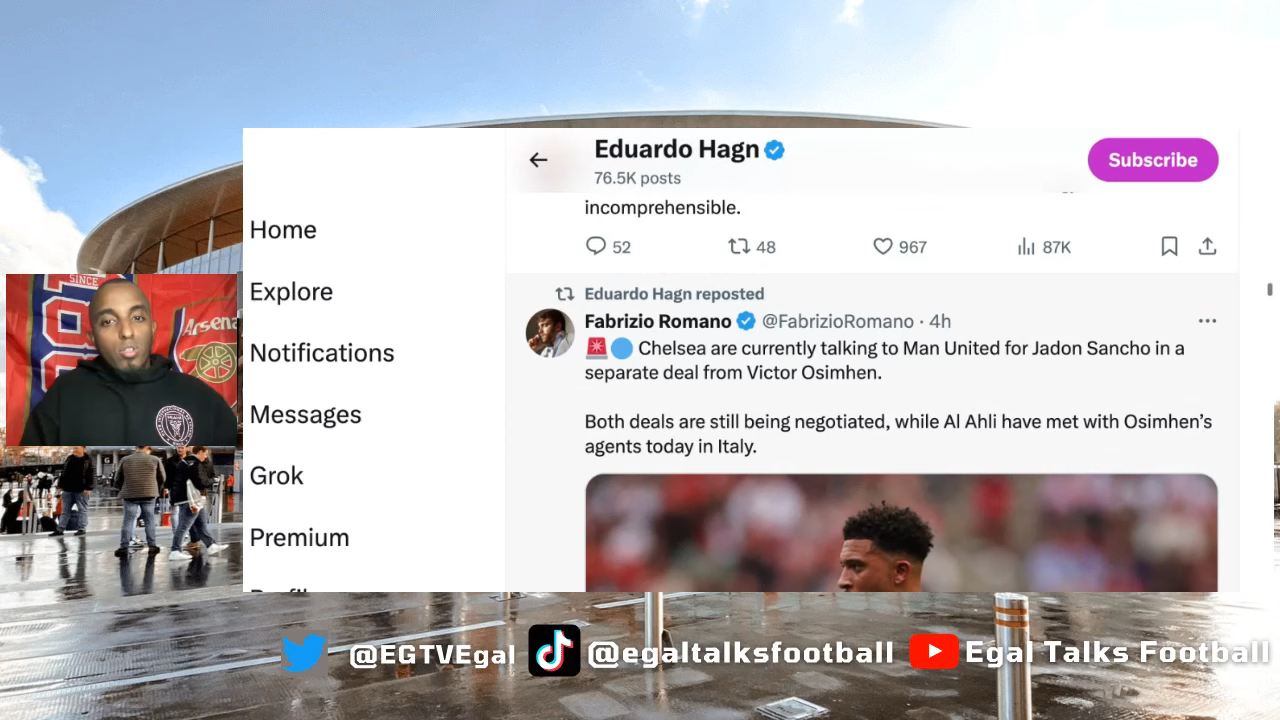 Eduardo Hagn
76.5K posts
Subscribe
incomprehensible.
52 48 967 87K
Home
Explore
Notifications
Messages
Grok
Premium
Eduardo Hagn reposted
Fabrizio Romano @FabrizioRomano · 4h
🚨🔵 Chelsea are currently talking to Man United for Jadon Sancho in a
separate deal from Victor Osimhen.
Both deals are still being negotiated, while Al Ahli have met with Osimhen's
agents today in Italy.
SINCE
Arsena
@EGTVEgal @egaltalksfootball Egal Talks Football